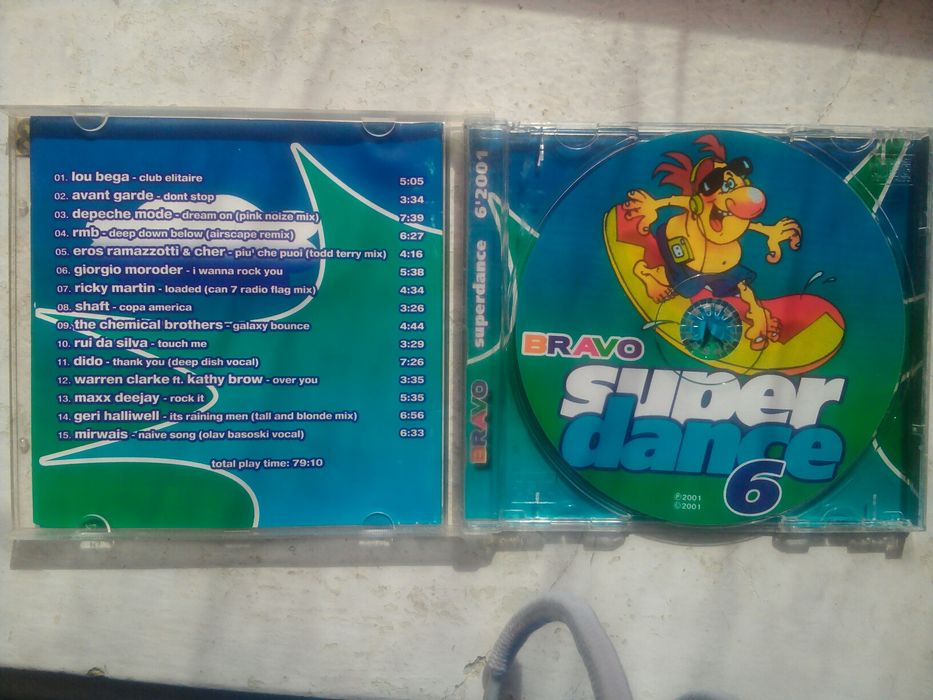 01. lou bega - club elitaire 5:05
02. avant garde - dont stop 3:34
03. depeche mode - dream on (pink noize mix) 7:39
04. rmb - deep down below (airscape remix) 6:27
05. eros ramazzotti & cher - piu' che puoi (todd terry mix) 4:16
06. giorgio moroder - i wanna rock you 5:38
07. ricky martin - loaded (can 7 radio flag mix) 4:34
08. shaft - copa america 3:26
09. the chemical brothers - galaxy bounce 4:44
10. rui da silva - touch me 3:29
11. dido - thank you (deep dish vocal) 7:26
12. warren clarke ft. kathy brow - over you 3:35
13. maxx deejay - rock it 5:35
14. geri halliwell - its raining men (tall and blonde mix) 6:56
15. mirwais - naive song (olav basoski vocal) 6:33
total play time: 79:10
BRAVO superdance 6'2001
BRAVO
super
dance
6
℗2001
©2001